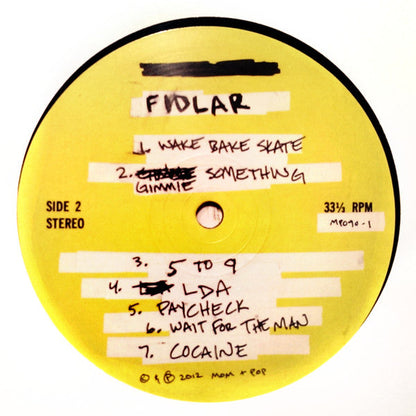 FIDLAR
1. WAKE BAKE SKATE
2. SOMETHING
GIMMIE
SIDE 2
STEREO
33⅓ RPM
MP090-1
3. 5 TO 9
4. LDA
5. PAYCHECK
6. WAIT FOR THE MAN
7. COCAINE
© & ℗ 2012 MOM + POP